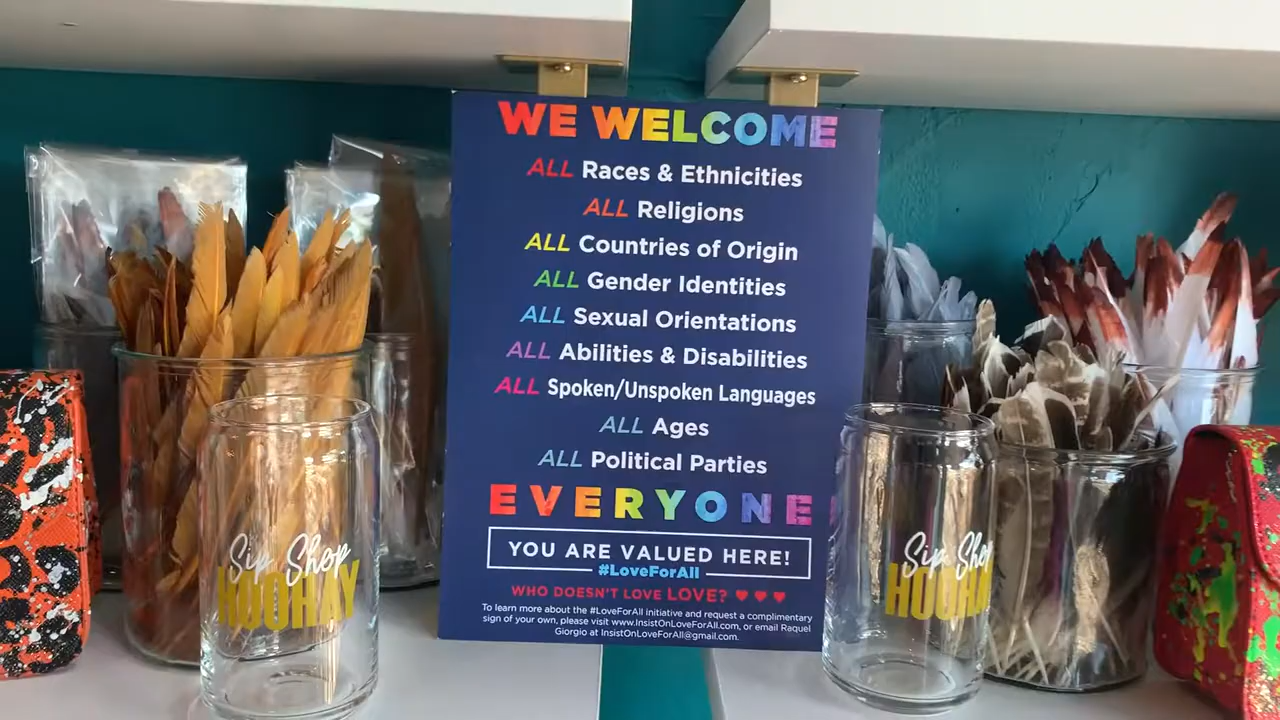 WE WELCOME
ALL Races & Ethnicities
ALL Religions
ALL Countries of Origin
ALL Gender Identities
ALL Sexual Orientations
ALL Abilities & Disabilities
ALL Spoken/Unspoken Languages
ALL Ages
ALL Political Parties
EVERYONE!
YOU ARE VALUED HERE!
#LoveForAll
WHO DOESN'T LOVE LOVE? ♥ ♥ ♥
To learn more about the #LoveForAll initiative and request a complimentary
sign of your own, please visit www.InsistOnLoveForAll.com, or email Raquel
Giorgio at InsistOnLoveForAll@gmail.com.
Sip Shop
HOORAY
Sip Shop
HOORA